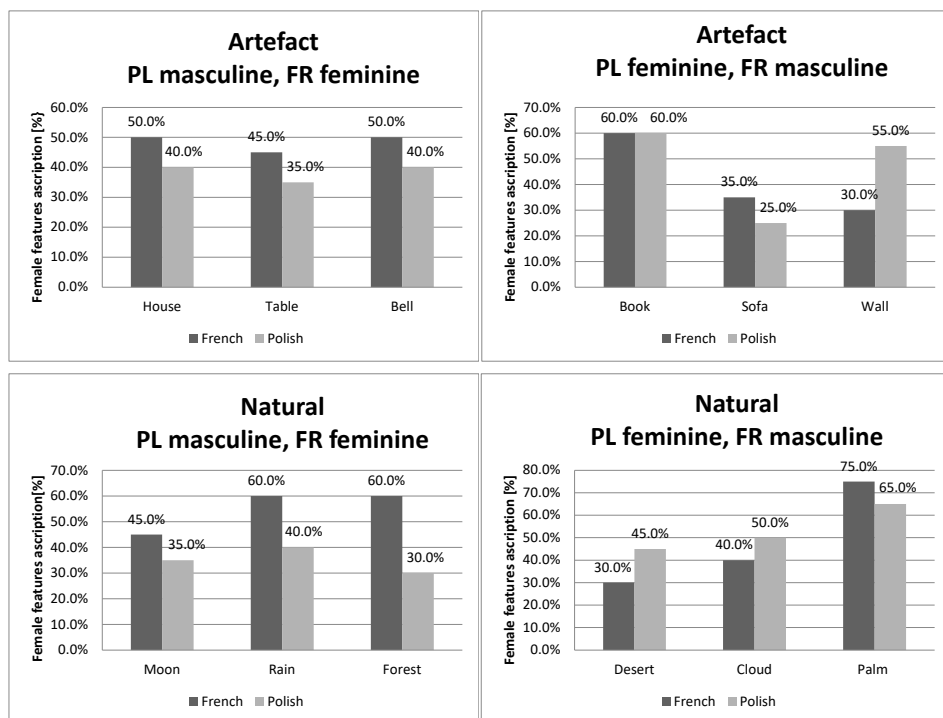 Artefact
PL masculine, FR feminine
Female features ascription [%}
60.0%
50.0%
40.0%
30.0%
20.0%
10.0%
0.0%
50.0%
40.0%
45.0%
35.0%
50.0%
40.0%
House Table Bell
French Polish
Artefact
PL feminine, FR masculine
Female features ascription [%]
70.0%
60.0%
50.0%
40.0%
30.0%
20.0%
10.0%
0.0%
60.0% 60.0%
35.0%
25.0%
30.0%
55.0%
Book Sofa Wall
French Polish
Natural
PL masculine, FR feminine
Female features ascription[%]
70.0%
60.0%
50.0%
40.0%
30.0%
20.0%
10.0%
0.0%
45.0%
35.0%
60.0%
40.0%
60.0%
30.0%
Moon Rain Forest
French Polish
Natural
PL feminine, FR masculine
Female features ascription [%]
80.0%
70.0%
60.0%
50.0%
40.0%
30.0%
20.0%
10.0%
0.0%
30.0%
45.0%
40.0%
50.0%
75.0%
65.0%
Desert Cloud Palm
French Polish